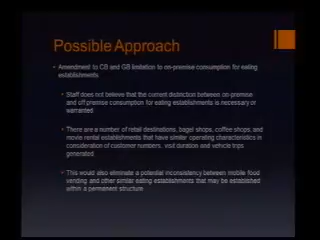 Possible Approach
Amendment to CB and GB limitation to on-premise consumption for eating
establishments
Staff does not believe that the current distinction between on-premise
and off premise consumption for eating establishments is necessary or
warranted
There are a number of retail destinations, bagel shops, coffee shops, and
movie rental establishments that have similar operating characteristics in
consideration of customer numbers, visit duration and vehicle trips
generated
This would also eliminate a potential inconsistency between mobile food
vending and other similar eating establishments that may be established
within a permanent structure